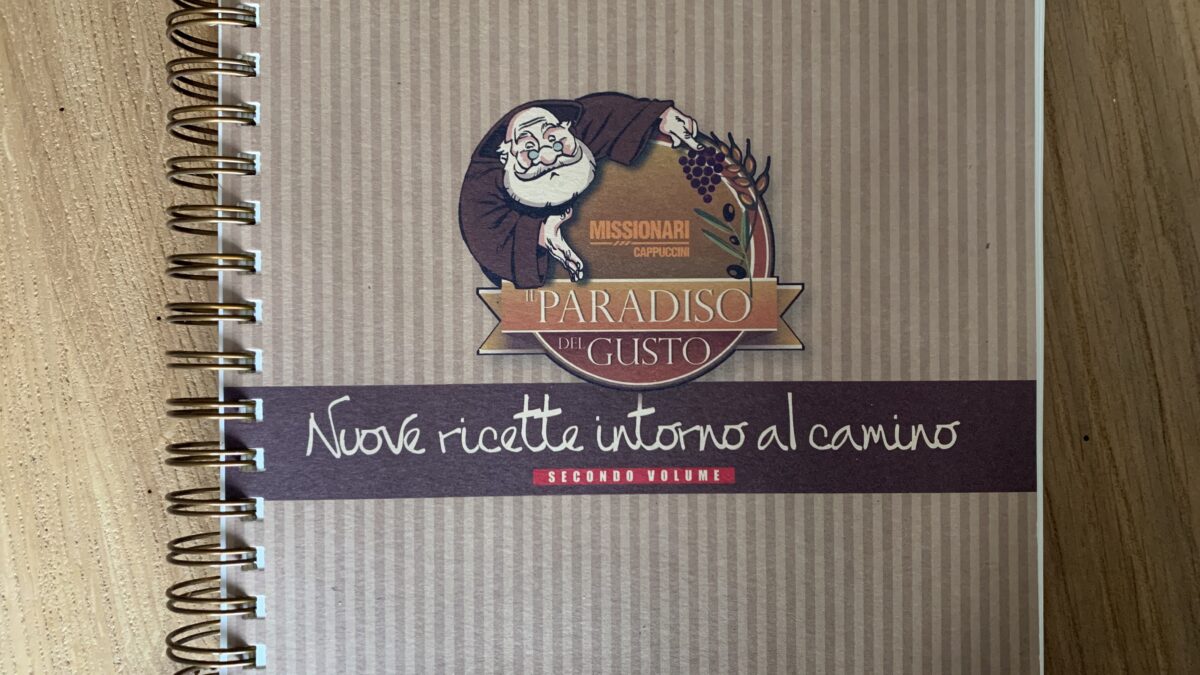 MISSIONARI
CAPPUCCINI
IL PARADISO
DEL GUSTO
Nuove ricette intorno al camino
SECONDO VOLUME